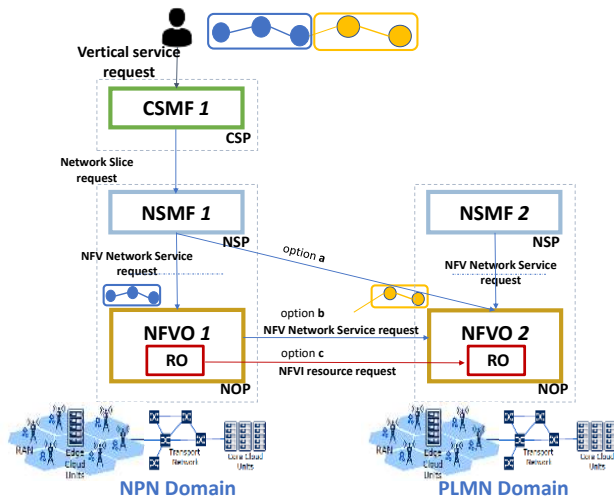 Vertical service
request
CSMF 1
CSP
Network Slice
request
NSMF 1
NSP
NSMF 2
NSP
option a
NFV Network Service
request
NFV Network Service
request
option b
NFV Network Service request
NFVO 1
RO
NOP
option c
NFVI resource request
NFVO 2
RO
NOP
RAN
Edge
Cloud
Units
Transport
Network
Core Cloud
Units
RAN
Edge
Cloud
Units
Transport
Network
Core Cloud
Units
NPN Domain
PLMN Domain